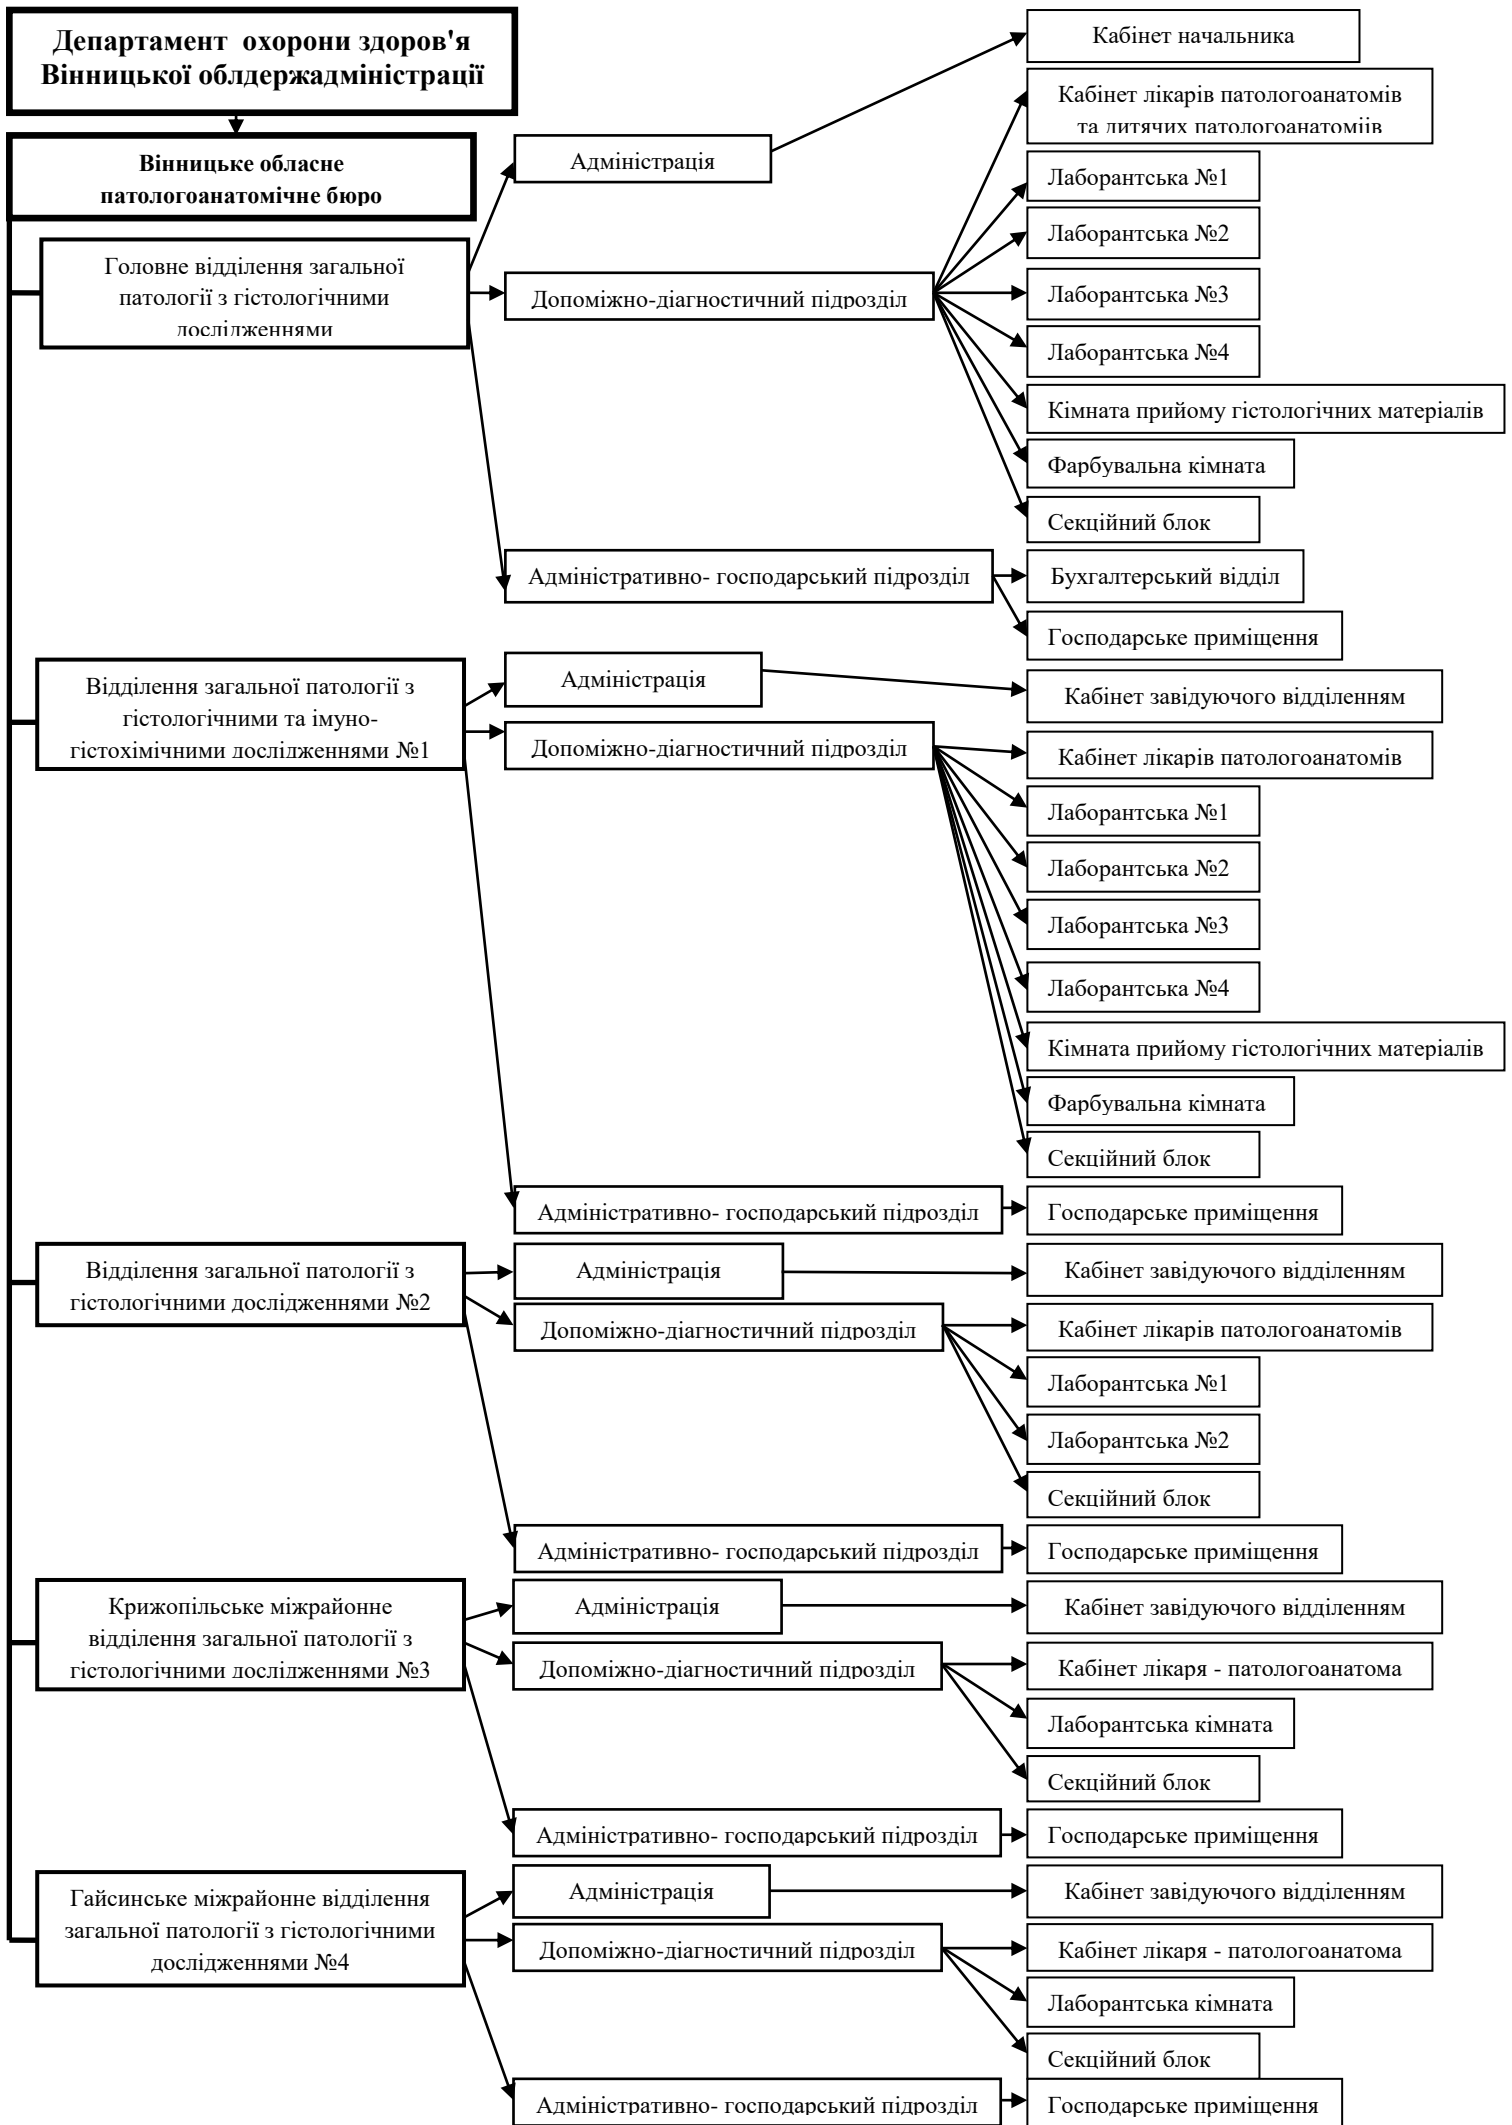 Департамент охорони здоров'я
Вінницької облдержадміністрації
Вінницьке обласне
патологоанатомічне бюро
Головне відділення загальної
патології з гістологічними
дослідженнями
Адміністрація
Кабінет начальника
Допоміжно-діагностичний підрозділ
Кабінет лікарів патологоанатомів
та дитячих патологоанатоміів
Лаборантська №1
Лаборантська №2
Лаборантська №3
Лаборантська №4
Кімната прийому гістологічних матеріалів
Фарбувальна кімната
Секційний блок
Адміністративно- господарський підрозділ
Бухгалтерський відділ
Господарське приміщення
Відділення загальної патології з
гістологічними та імуно-
гістохімічними дослідженнями №1
Адміністрація
Кабінет завідуючого відділенням
Допоміжно-діагностичний підрозділ
Кабінет лікарів патологоанатомів
Лаборантська №1
Лаборантська №2
Лаборантська №3
Лаборантська №4
Кімната прийому гістологічних матеріалів
Фарбувальна кімната
Секційний блок
Адміністративно- господарський підрозділ
Господарське приміщення
Відділення загальної патології з
гістологічними дослідженнями №2
Адміністрація
Кабінет завідуючого відділенням
Допоміжно-діагностичний підрозділ
Кабінет лікарів патологоанатомів
Лаборантська №1
Лаборантська №2
Секційний блок
Адміністративно- господарський підрозділ
Господарське приміщення
Крижопільське міжрайонне
відділення загальної патології з
гістологічними дослідженнями №3
Адміністрація
Кабінет завідуючого відділенням
Допоміжно-діагностичний підрозділ
Кабінет лікаря - патологоанатома
Лаборантська кімната
Секційний блок
Адміністративно- господарський підрозділ
Господарське приміщення
Гайсинське міжрайонне відділення
загальної патології з гістологічними
дослідженнями №4
Адміністрація
Кабінет завідуючого відділенням
Допоміжно-діагностичний підрозділ
Кабінет лікаря - патологоанатома
Лаборантська кімната
Секційний блок
Адміністративно- господарський підрозділ
Господарське приміщення